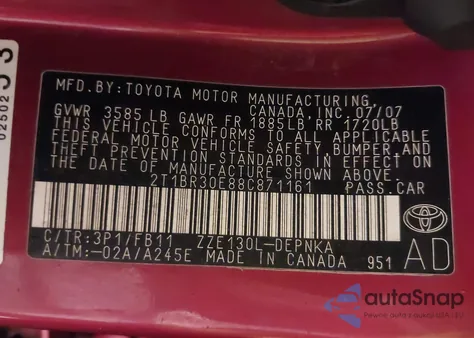 02502 53
MFD.BY:TOYOTA MOTOR MANUFACTURING,
CANADA, INC. 07/07
GVWR 3585 LB GAWR FR 1885LB RR 1720LB
THIS VEHICLE CONFORMS TO ALL APPLICABLE
FEDERAL MOTOR VEHICLE SAFETY, BUMPER, AND
THEFT PREVENTION STANDARDS IN EFFECT ON
THE DATE OF MANUFACTURE SHOWN ABOVE.
2T1BR30E88C871161 PASS.CAR
C/TR:3P1/FB11 ZZE130L-DEPNKA
A/TM:-02A/A245E MADE IN CANADA 951
TOYOTA
AD
autoSnap